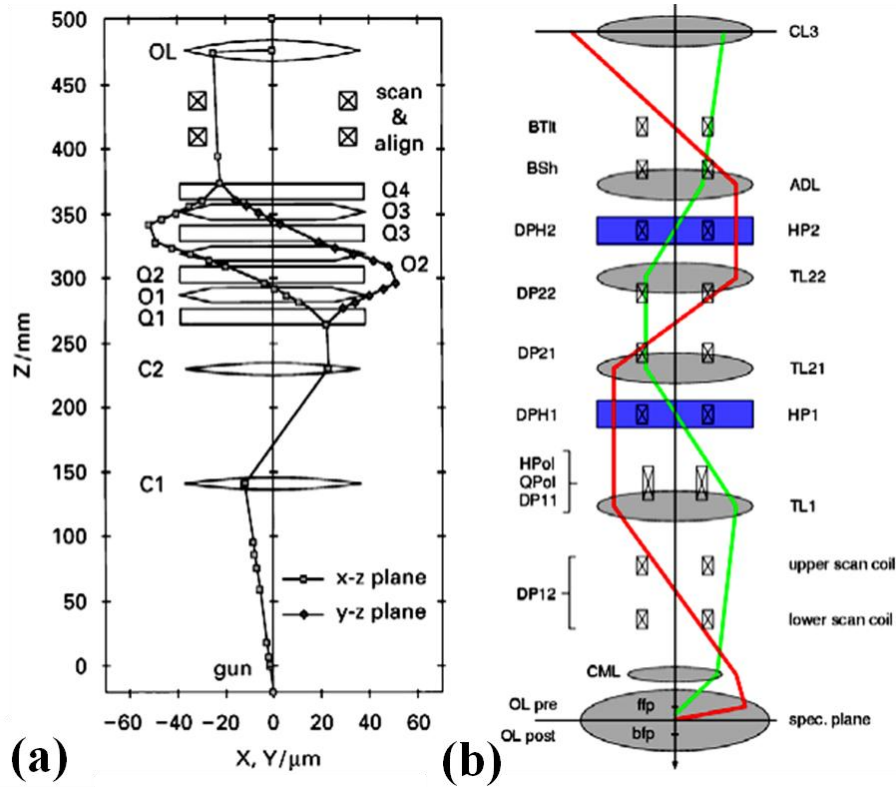 500
450
400
350
300
250
200
150
100
50
0
Z/mm
−60 −40 −20 0 20 40 60
X, Y/μm
OL
scan
&
align
Q4
O3
Q3
O2
Q2
O1
Q1
C2
C1
x-z plane
y-z plane
gun
(a)
CL3
BTlt
BSh
ADL
DPH2
HP2
TL22
DP22
DP21
TL21
DPH1
HP1
HPol
QPol
DP11
TL1
upper scan coil
DP12
lower scan coil
CML
OL pre
ffp
spec. plane
OL post
bfp
(b)